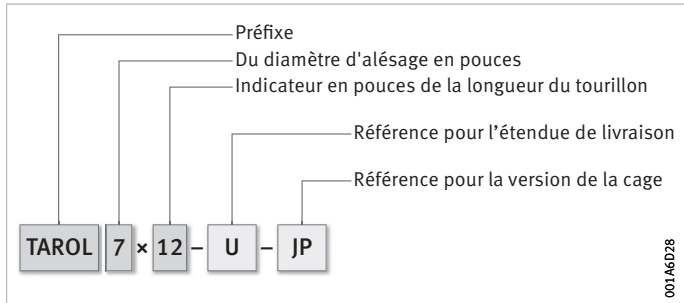 Préfixe
Du diamètre d'alésage en pouces
Indicateur en pouces de la longueur du tourillon
Référence pour l’étendue de livraison
Référence pour la version de la cage
TAROL 7 × 12 – U – JP
001A6D28